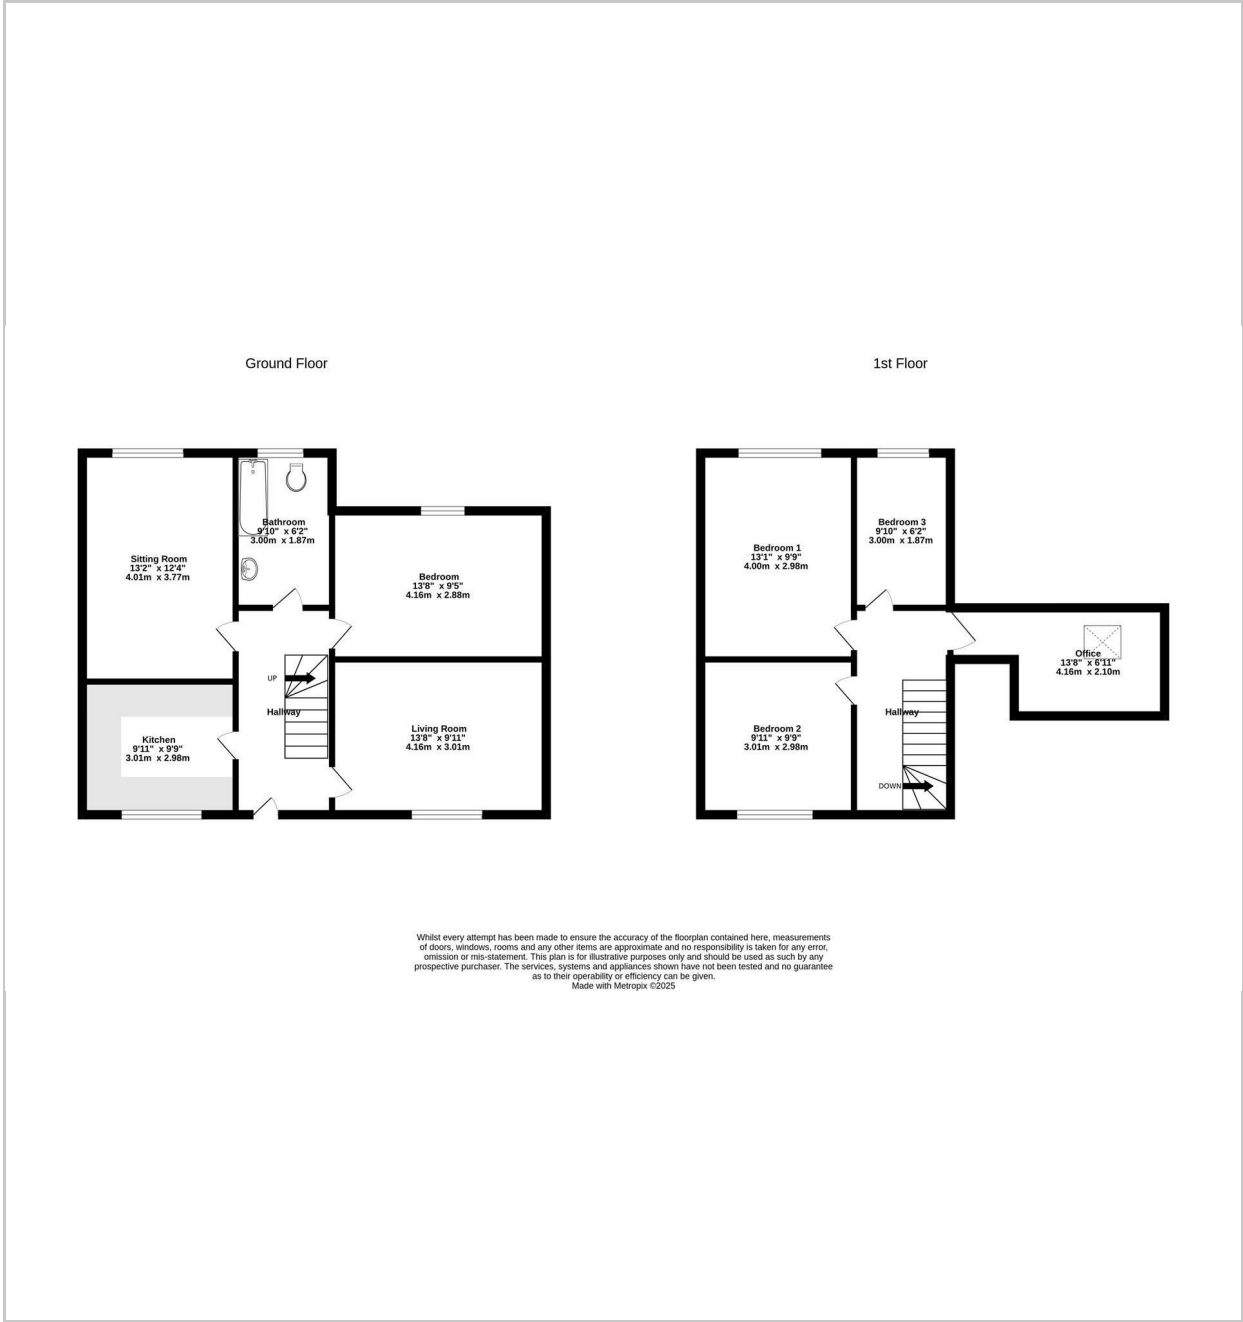 Ground Floor
1st Floor
Sitting Room
13'2" x 12'4"
4.01m x 3.77m
Bathroom
9'10" x 6'2"
3.00m x 1.87m
Bedroom
13'8" x 9'5"
4.16m x 2.88m
UP
Hallway
Kitchen
9'11" x 9'9"
3.01m x 2.98m
Living Room
13'8" x 9'11"
4.16m x 3.01m
Bedroom 1
13'1" x 9'9"
4.00m x 2.98m
Bedroom 3
9'10" x 6'2"
3.00m x 1.87m
Office
13'8" x 6'11"
4.16m x 2.10m
Bedroom 2
9'11" x 9'9"
3.01m x 2.98m
Hallway
DOWN
Whilst every attempt has been made to ensure the accuracy of the floorplan contained here, measurements
of doors, windows, rooms and any other items are approximate and no responsibility is taken for any error,
omission or mis-statement. This plan is for illustrative purposes only and should be used as such by any
prospective purchaser. The services, systems and appliances shown have not been tested and no guarantee
as to their operability or efficiency can be given.
Made with Metropix ©2025